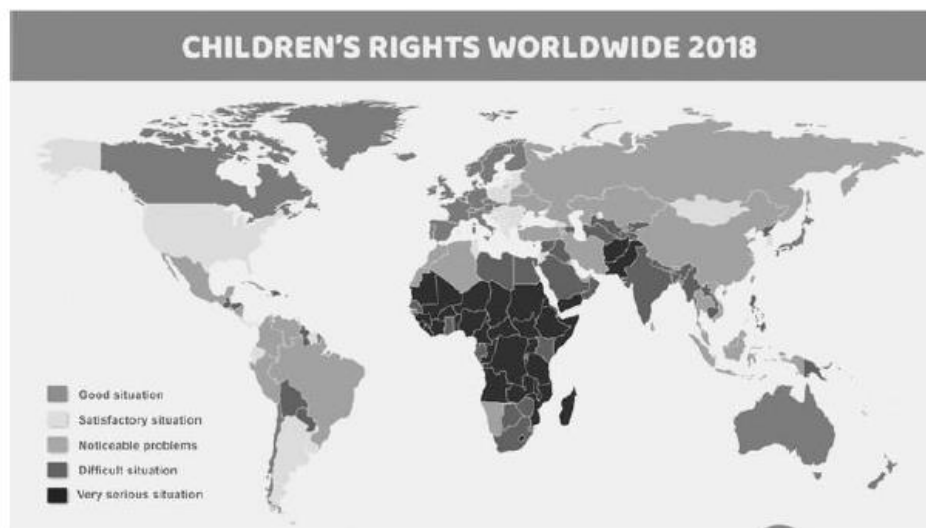 CHILDREN'S RIGHTS WORLDWIDE 2018
Good situation
Satisfactory situation
Noticeable problems
Difficult situation
Very serious situation